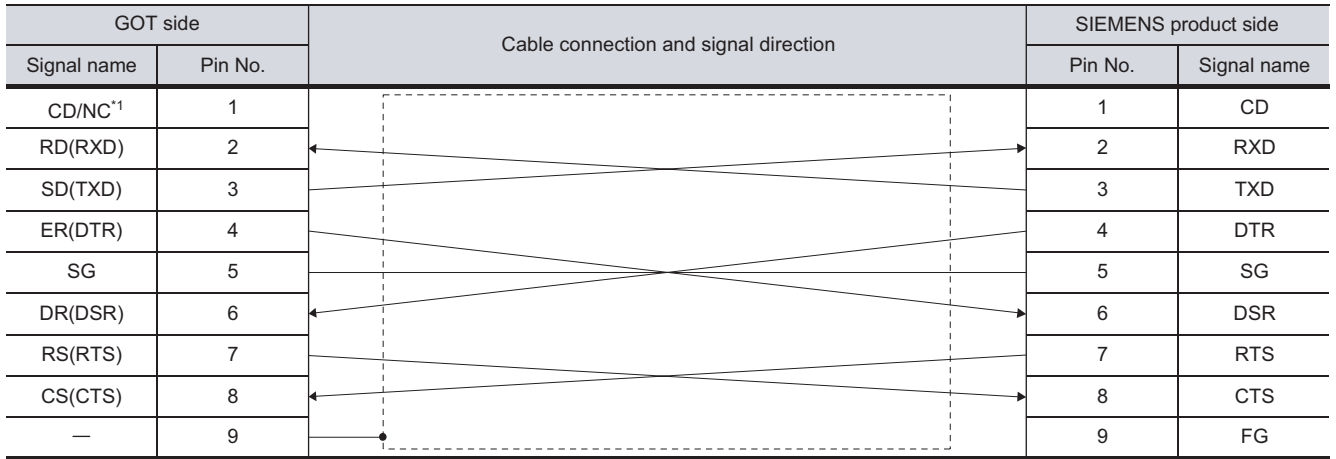 GOT side Cable connection and signal direction SIEMENS product side
Signal name Pin No. Pin No. Signal name
CD/NC*1 1 1 CD
RD(RXD) 2 2 RXD
SD(TXD) 3 3 TXD
ER(DTR) 4 4 DTR
SG 5 5 SG
DR(DSR) 6 6 DSR
RS(RTS) 7 7 RTS
CS(CTS) 8 8 CTS
— 9 9 FG